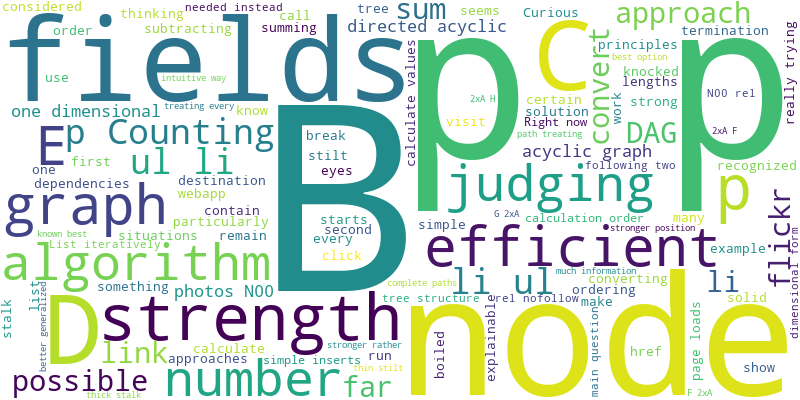 considered
thinking
needed instead
tree
seems
Curious
approach
order
subtracting
call
sum
directed acyclic
fields
summing
termination
principles
use
intuitive way
p
p
C
convert
knocked
best option
really trying
one dimensional
treating every
know
calculate values
2xA H
certain
solution
lengths
NOO rel
E
p Counting
break
B
Right now
work
strong
DAG
2xA F
first
ul li
stilt
visit
path treating
acyclic graph
following two
one
dependencies
destination
eyes
judging
p
recognized
graph
webapp
contain
one
known best
List iteratively
situations
particularly
remain
starts
second
every
click
simple
G 2xA
calculation order
stronger position
many
flickr
algorithm
something
efficient
example
converting
ordering
dimensional form
stalk
list
better generalized
photos NOO
li ul
complete paths
much information
li
solid
D
strength
tree structure
rel nofollow
make
explainable
page loads
link
calculate
approaches
simple inserts
run
stronger rather
boiled
node
main question
href
show
possible
number
far
thin stilt
thick stalk
F 2xA